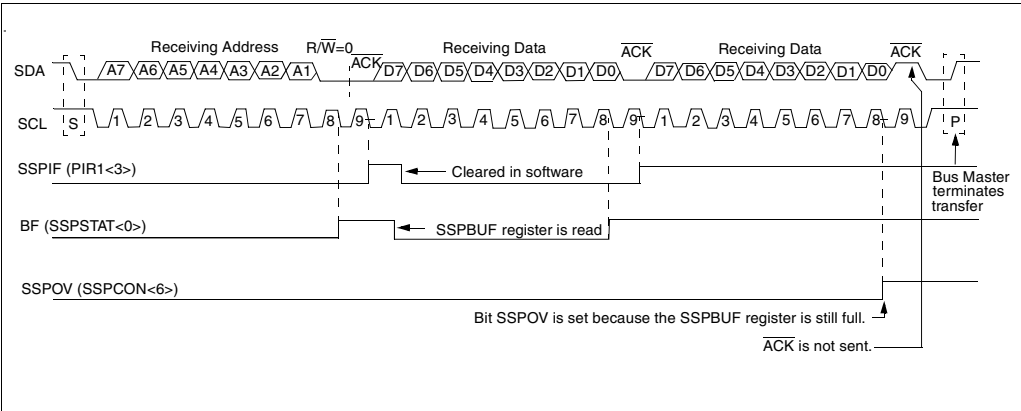 Receiving Address R/W=0 Receiving Data ACK Receiving Data ACK
ACK
SDA A7 A6 A5 A4 A3 A2 A1 D7 D6 D5 D4 D3 D2 D1 D0 D7 D6 D5 D4 D3 D2 D1 D0
SCL S 1 2 3 4 5 6 7 8 9 1 2 3 4 5 6 7 8 9 1 2 3 4 5 6 7 8 9 P
SSPIF (PIR1<3>)
Cleared in software
Bus Master
terminates
transfer
BF (SSPSTAT<0>)
SSPBUF register is read
SSPOV (SSPCON<6>)
Bit SSPOV is set because the SSPBUF register is still full.
ACK is not sent.